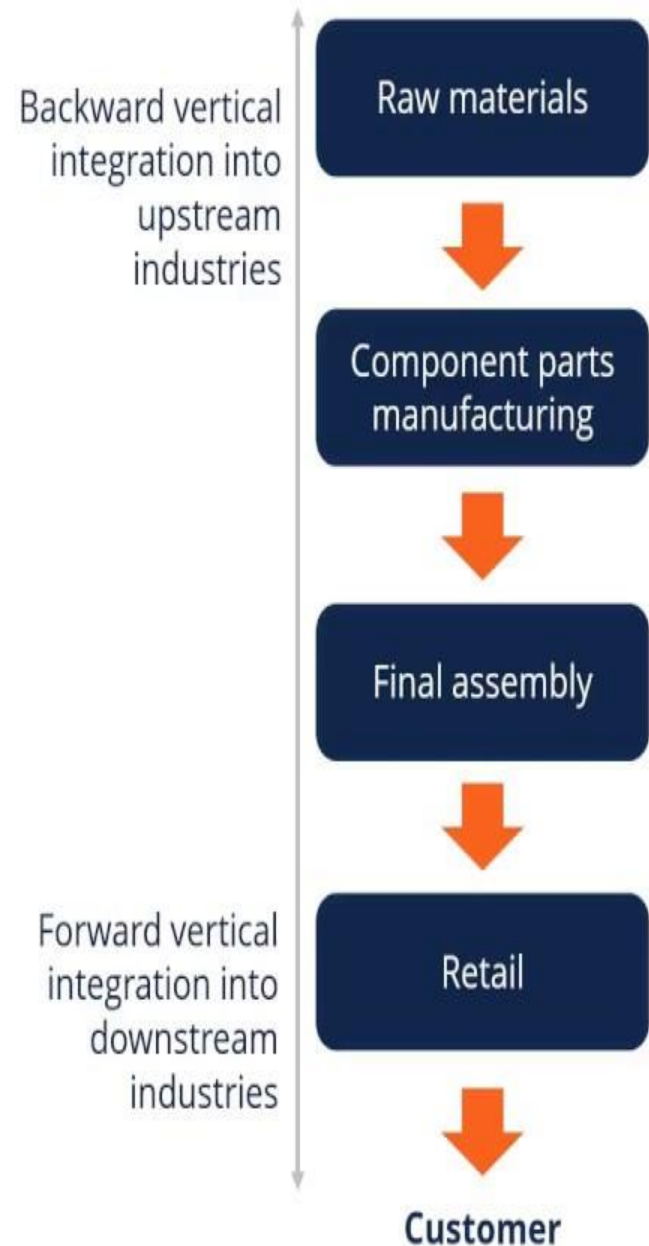 Backward vertical
integration into
upstream
industries
Raw materials
Component parts
manufacturing
Final assembly
Forward vertical
integration into
downstream
industries
Retail
Customer